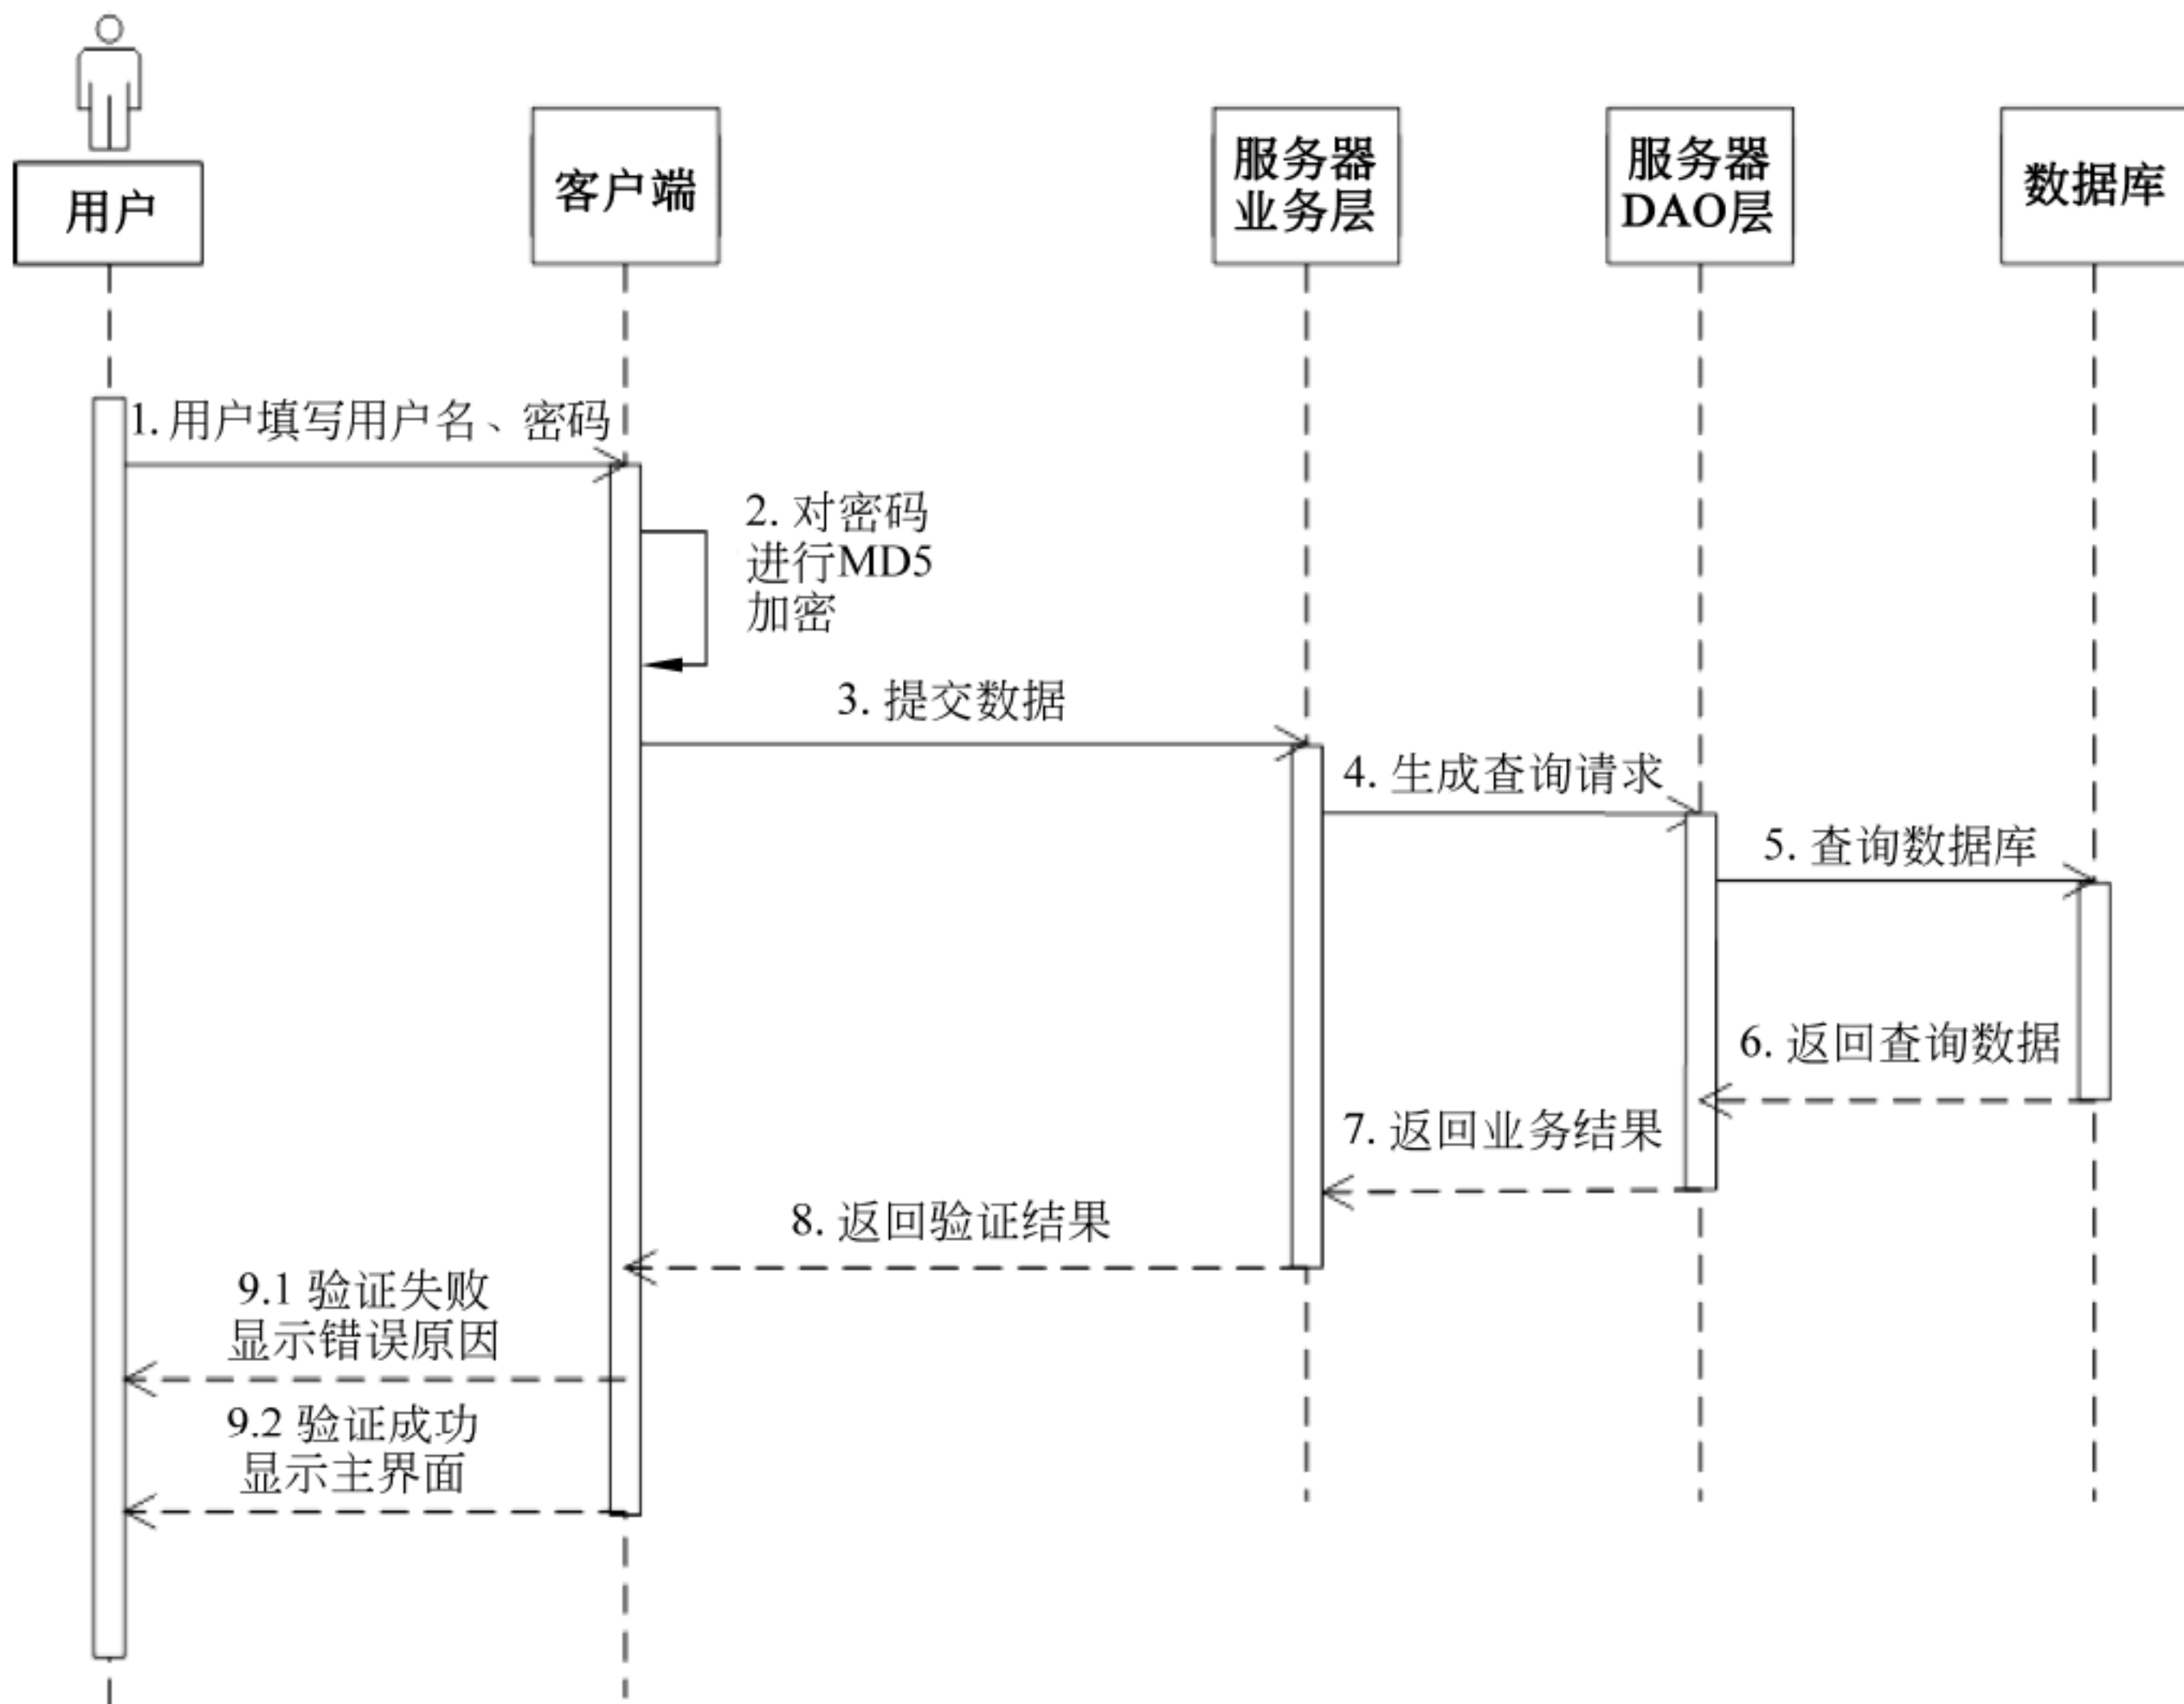 用户
客户端
服务器
业务层
服务器
DAO层
数据库
1. 用户填写用户名、密码
2. 对密码
进行MD5
加密
3. 提交数据
4. 生成查询请求
5. 查询数据库
6. 返回查询数据
7. 返回业务结果
8. 返回验证结果
9.1 验证失败
显示错误原因
9.2 验证成功
显示主界面